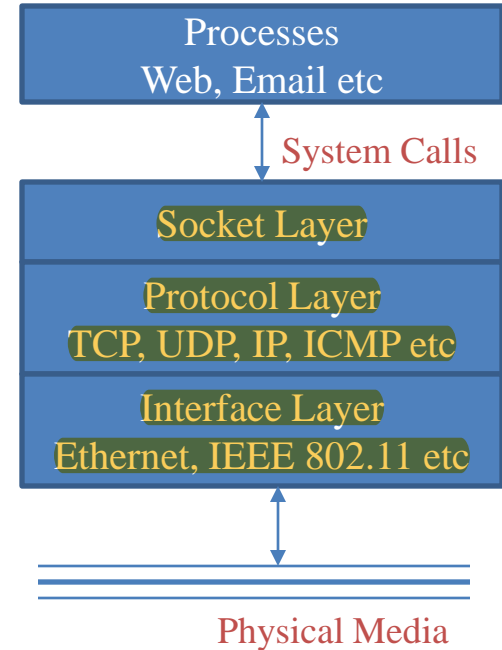 Processes
Web, Email etc
System Calls
Socket Layer
Protocol Layer
TCP, UDP, IP, ICMP etc
Interface Layer
Ethernet, IEEE 802.11 etc
Physical Media